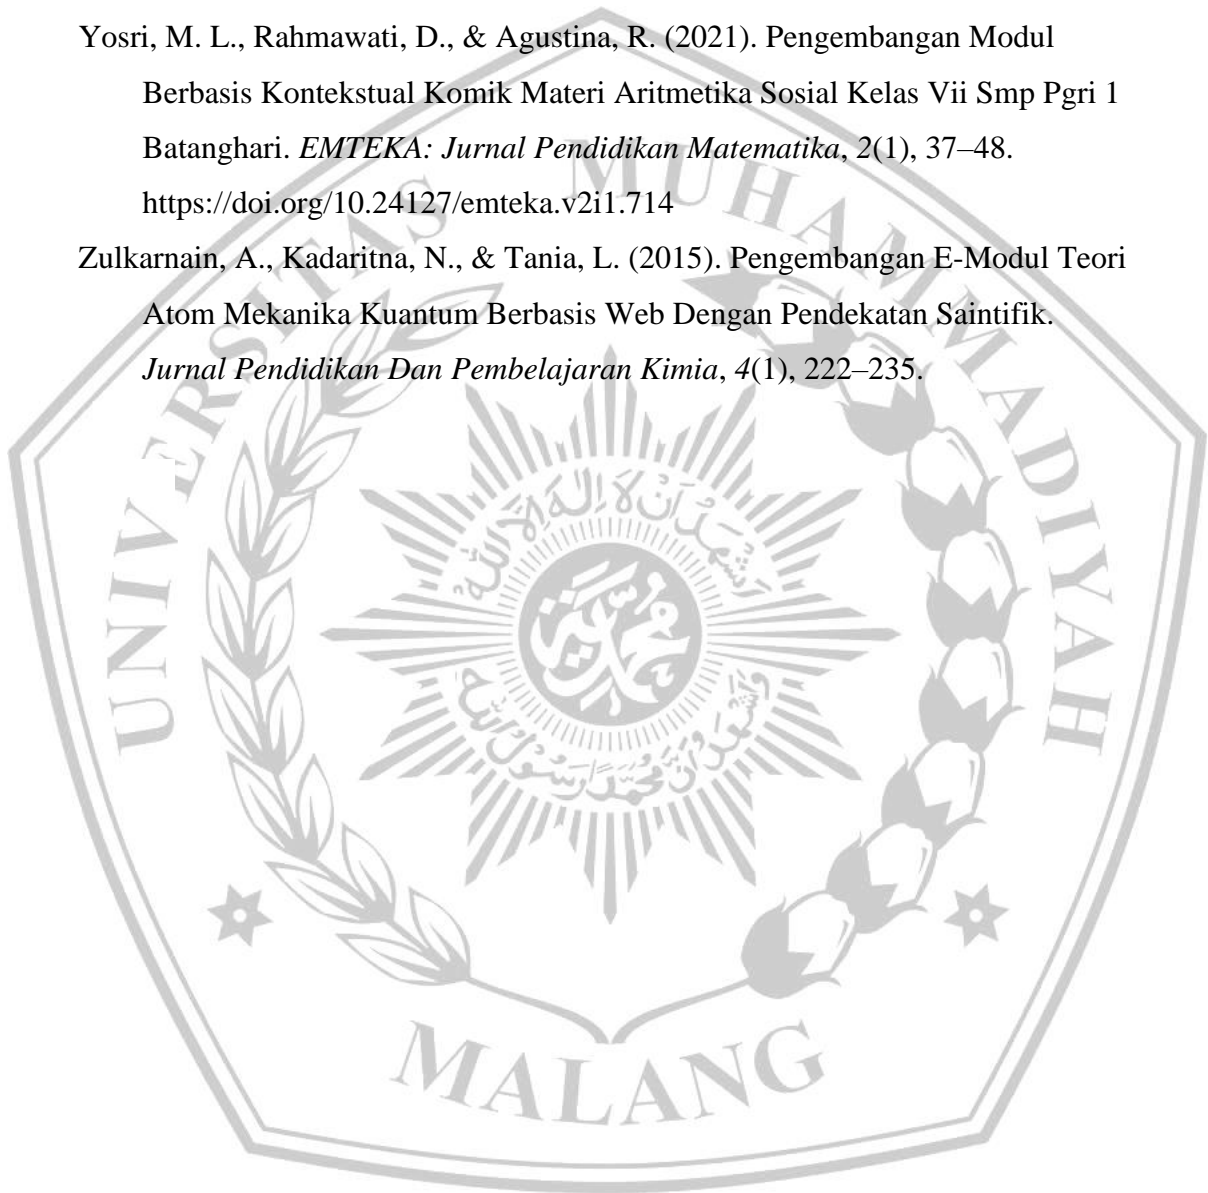 Yosri, M. L., Rahmawati, D., & Agustina, R. (2021). Pengembangan Modul
Berbasis Kontekstual Komik Materi Aritmetika Sosial Kelas Vii Smp Pgri 1
Batanghari. EMTEKA: Jurnal Pendidikan Matematika, 2(1), 37–48.
https://doi.org/10.24127/emteka.v2i1.714
Zulkarnain, A., Kadaritna, N., & Tania, L. (2015). Pengembangan E-Modul Teori
Atom Mekanika Kuantum Berbasis Web Dengan Pendekatan Saintifik.
Jurnal Pendidikan Dan Pembelajaran Kimia, 4(1), 222–235.
UNIVERSITAS MUHAMMADIYAH
MALANG